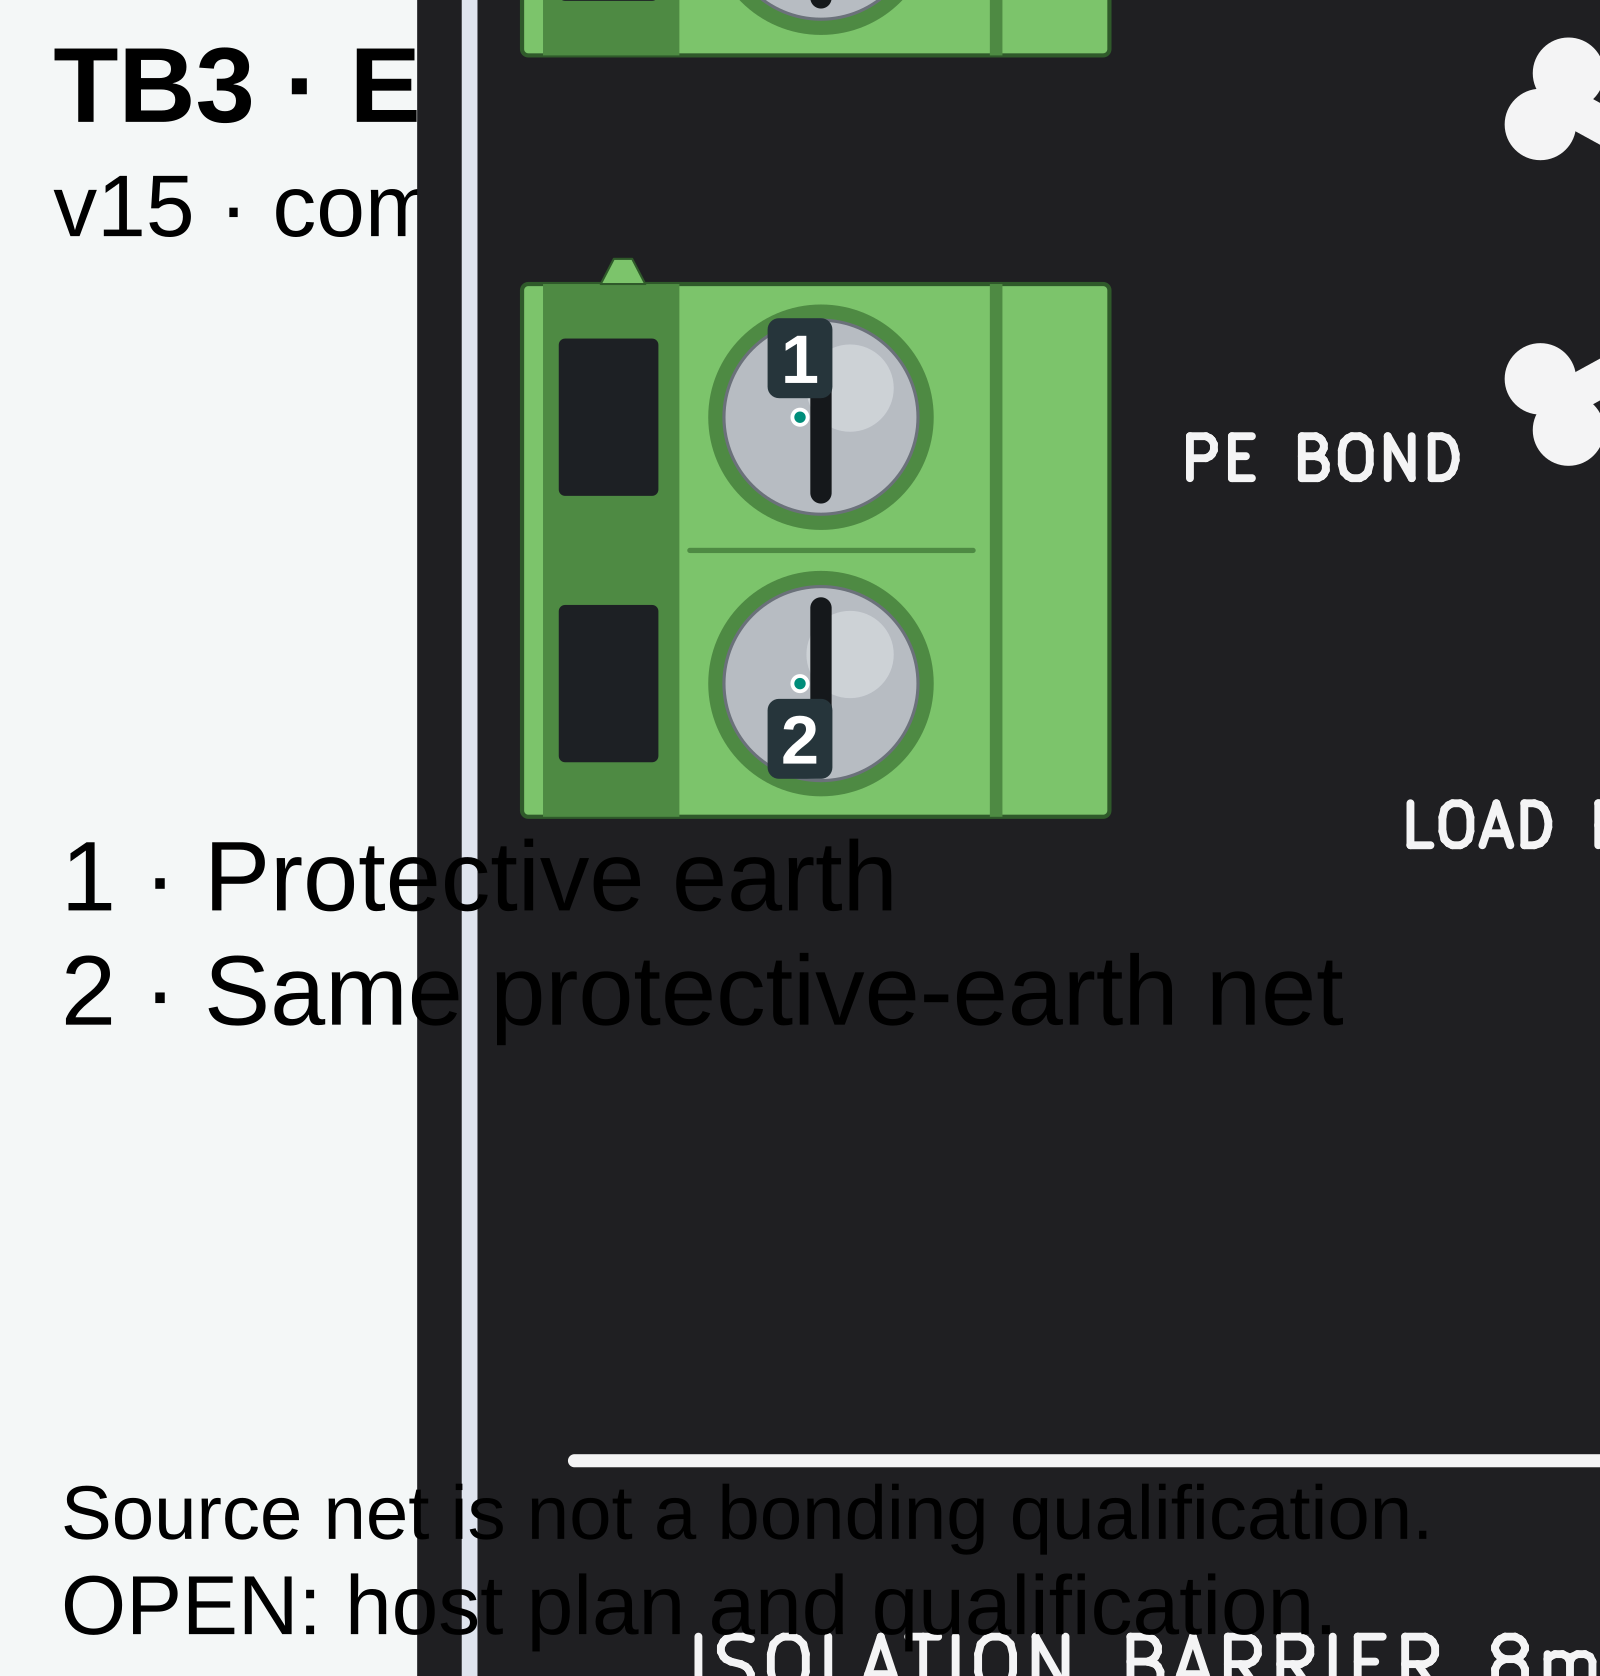 TB3 · E
v15 · com
1
PE BOND
2
LOAD
1 · Protective earth
2 · Same protective-earth net
Source net is not a bonding qualification.
OPEN: host plan and qualification.
ISOLATION BARRIER 8m